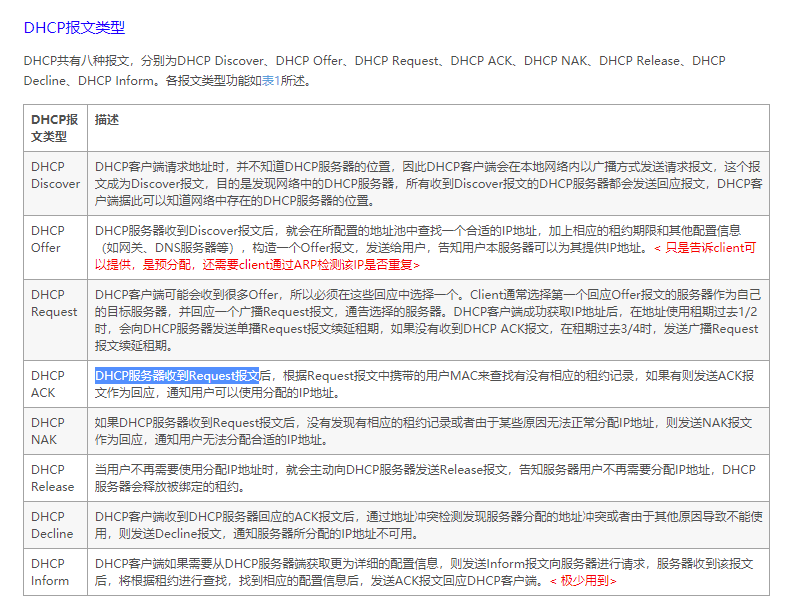 DHCP报文类型
DHCP共有八种报文，分别为DHCP Discover、DHCP Offer、DHCP Request、DHCP ACK、DHCP NAK、DHCP Release、DHCP
Decline、DHCP Inform。各报文类型功能如表1所述。
DHCP报
文类型
描述
DHCP
Discover
DHCP客户端请求地址时，并不知道DHCP服务器的位置，因此DHCP客户端会在本地网络内以广播方式发送请求报文，这个报
文成为Discover报文，目的是发现网络中的DHCP服务器，所有收到Discover报文的DHCP服务器都会发送回应报文，DHCP客
户端据此可以知道网络中存在的DHCP服务器的位置。
DHCP
Offer
DHCP服务器收到Discover报文后，就会在所配置的地址池中查找一个合适的IP地址，加上相应的租约期限和其他配置信息
（如网关、DNS服务器等），构造一个Offer报文，发送给用户，告知用户本服务器可以为其提供IP地址。< 只是告诉client可
以提供，是预分配，还需要client通过ARP检测该IP是否重复>
DHCP
Request
DHCP客户端可能会收到很多Offer，所以必须在这些回应中选择一个。Client通常选择第一个回应Offer报文的服务器作为自己
的目标服务器，并回应一个广播Request报文，通告选择的服务器。DHCP客户端成功获取IP地址后，在地址使用租期过去1/2
时，会向DHCP服务器发送单播Request报文续延租期，如果没有收到DHCP ACK报文，在租期过去3/4时，发送广播Request
报文续延租期。
DHCP
ACK
DHCP服务器收到Request报文后，根据Request报文中携带的用户MAC来查找有没有相应的租约记录，如果有则发送ACK报
文作为回应，通知用户可以使用分配的IP地址。
DHCP
NAK
如果DHCP服务器收到Request报文后，没有发现有相应的租约记录或者由于某些原因无法正常分配IP地址，则发送NAK报文
作为回应，通知用户无法分配合适的IP地址。
DHCP
Release
当用户不再需要使用分配IP地址时，就会主动向DHCP服务器发送Release报文，告知服务器用户不再需要分配IP地址，DHCP
服务器会释放被绑定的租约。
DHCP
Decline
DHCP客户端收到DHCP服务器回应的ACK报文后，通过地址冲突检测发现服务器分配的地址冲突或者由于其他原因导致不能使
用，则发送Decline报文，通知服务器所分配的IP地址不可用。
DHCP
Inform
DHCP客户端如果需要从DHCP服务器端获取更为详细的配置信息，则发送Inform报文向服务器进行请求，服务器收到该报文
后，将根据租约进行查找，找到相应的配置信息后，发送ACK报文回应DHCP客户端。< 极少用到>